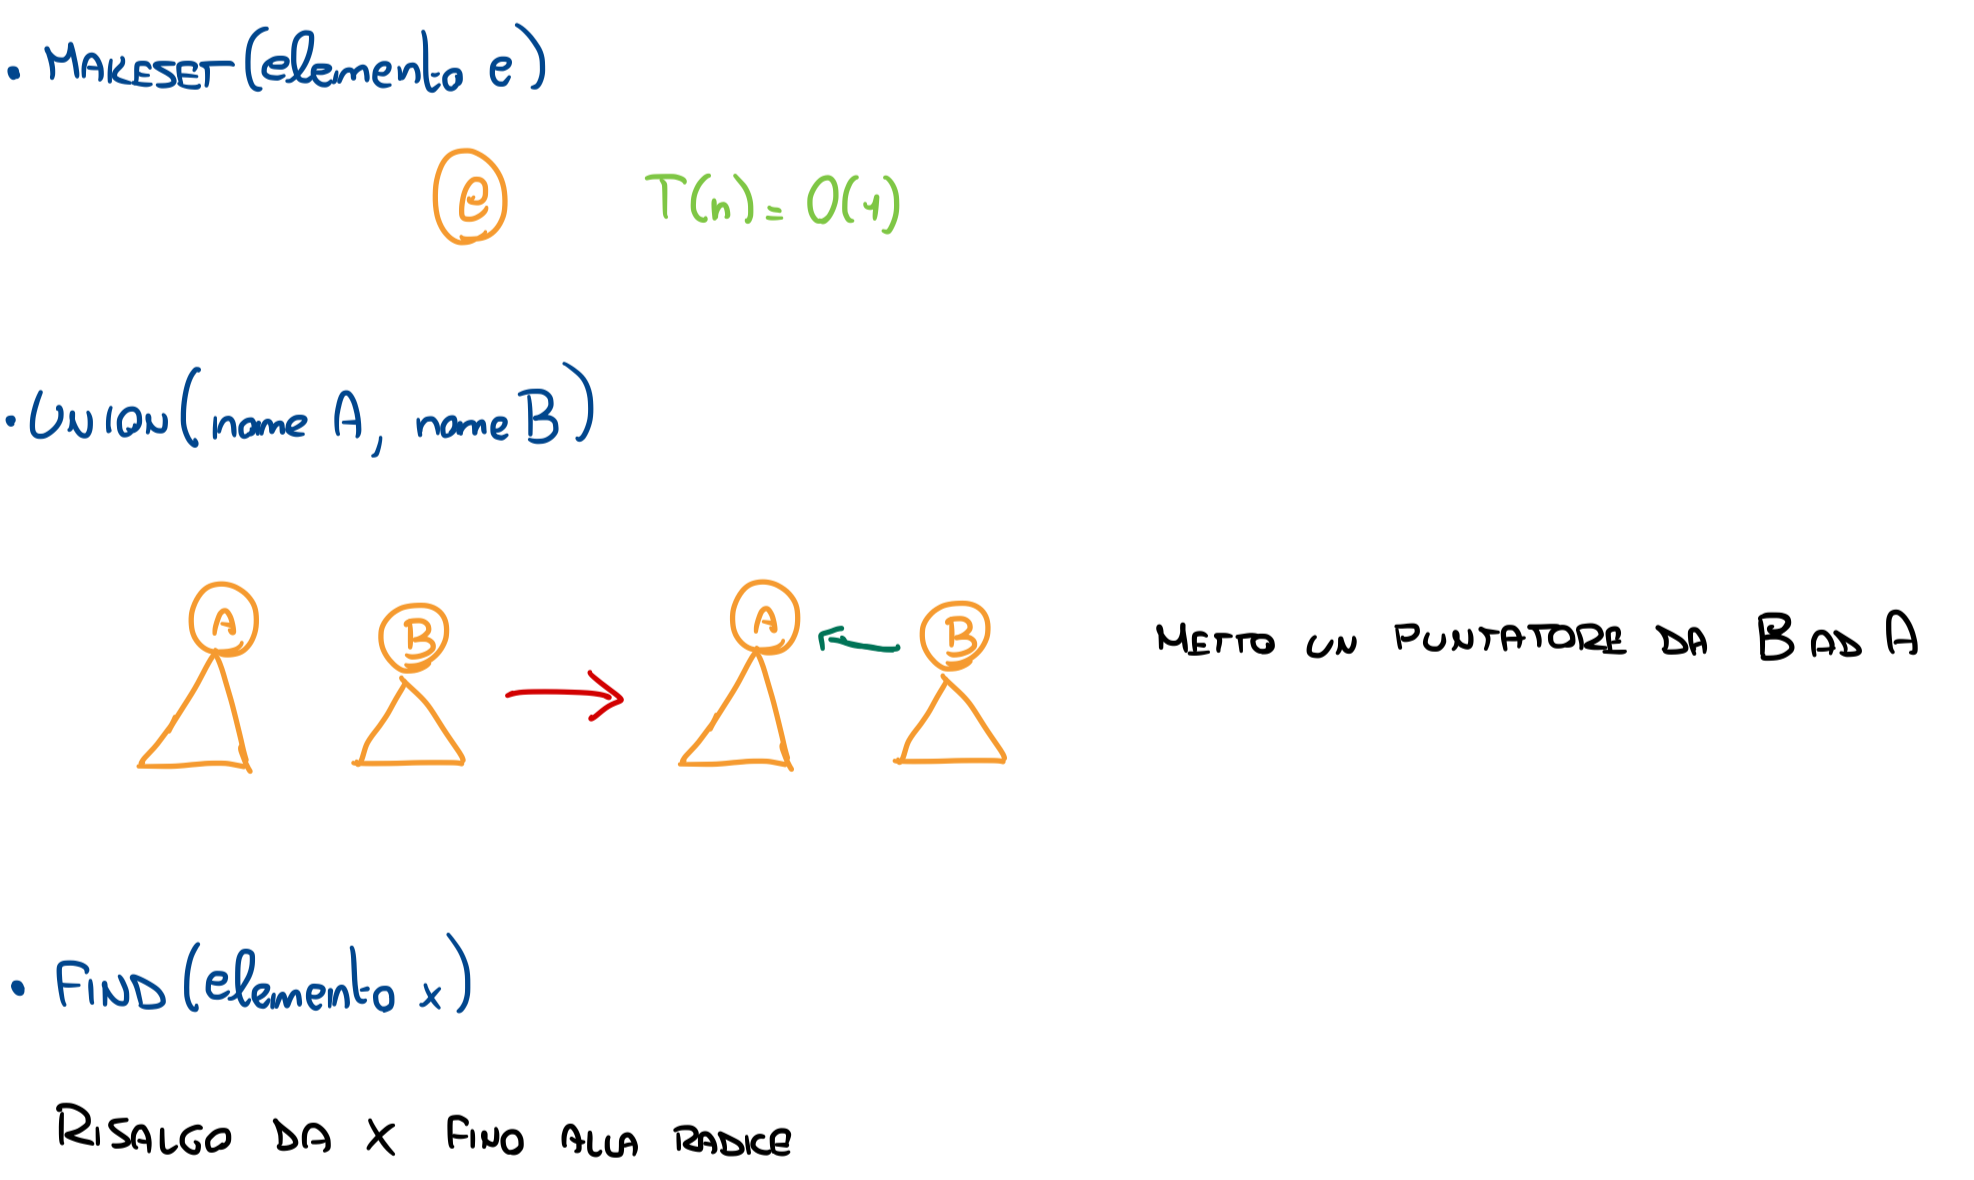 • MAKESET (elemento e)
e T(n) = O(1)
• UNION (name A, name B)
A B A B METTO UN PUNTATORE DA B AD A
• FIND (elemento x)
RISALGO DA X FINO ALLA RADICE